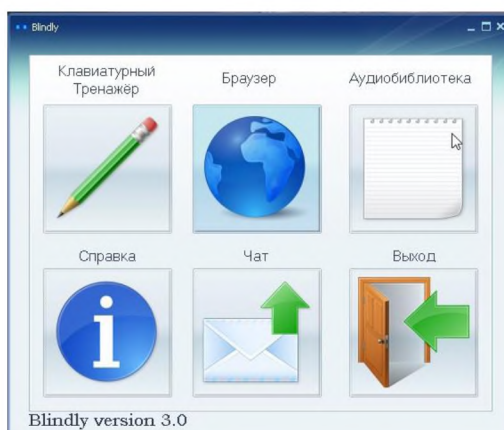 Blindly
Клавиатурный
Тренажёр
Браузер
Аудиобиблиотека
Справка
Чат
Выход
Blindly version 3.0